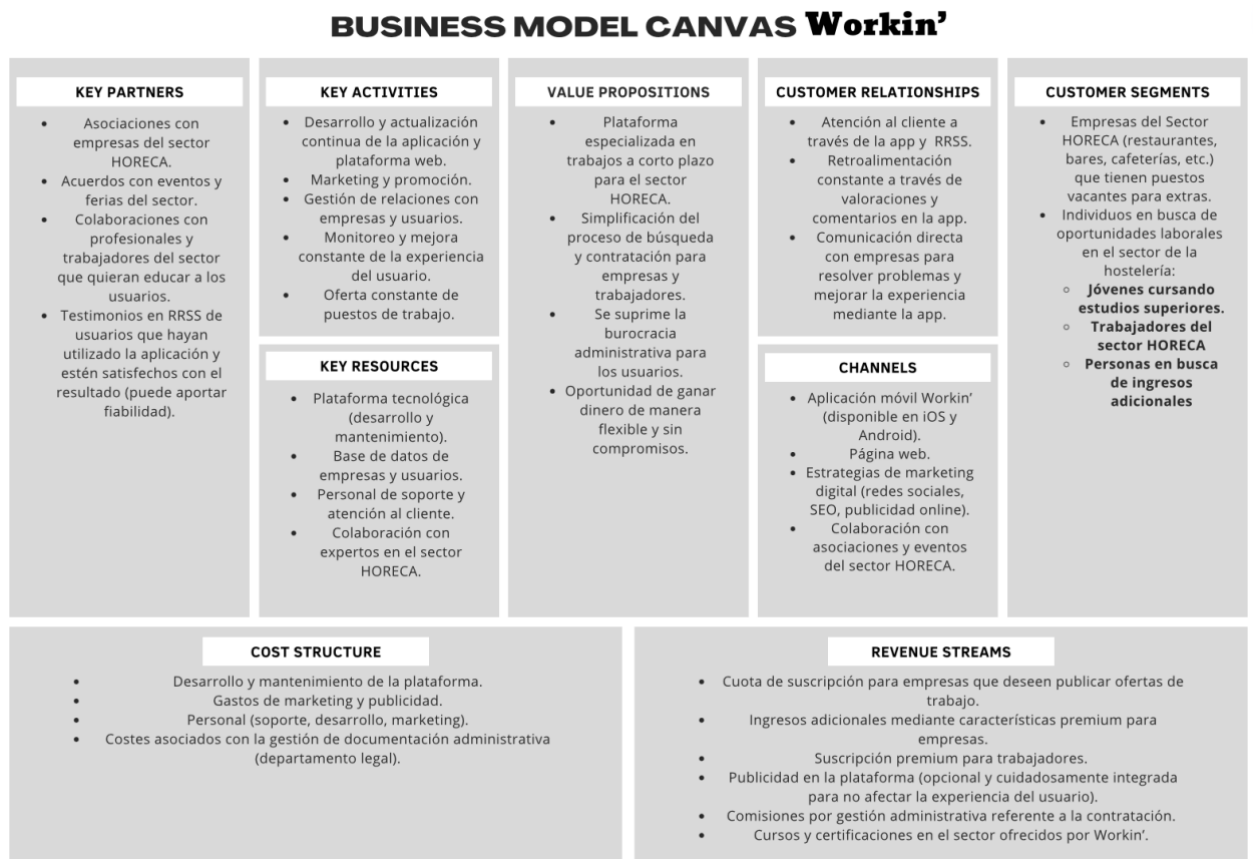 BUSINESS MODEL CANVAS Workin’
KEY PARTNERS
• Asociaciones con
empresas del sector
HORECA.
• Acuerdos con eventos y
ferias del sector.
• Colaboraciones con
profesionales y
trabajadores del sector
que quieran educar a los
usuarios.
• Testimonios en RRSS de
usuarios que hayan
utilizado la aplicación y
estén satisfechos con el
resultado (puede aportar
fiabilidad).
KEY ACTIVITIES
• Desarrollo y actualización
continua de la aplicación y
plataforma web.
• Marketing y promoción.
• Gestión de relaciones con
empresas y usuarios.
• Monitoreo y mejora
constante de la experiencia
del usuario.
• Oferta constante de
puestos de trabajo.
KEY RESOURCES
• Plataforma tecnológica
(desarrollo y
mantenimiento).
• Base de datos de
empresas y usuarios.
• Personal de soporte y
atención al cliente.
• Colaboración con
expertos en el sector
HORECA.
VALUE PROPOSITIONS
• Plataforma
especializada en
trabajos a corto plazo
para el sector
HORECA.
• Simplificación del
proceso de búsqueda
y contratación para
empresas y
trabajadores.
• Se suprime la
burocracia
administrativa para
los usuarios.
• Oportunidad de ganar
dinero de manera
flexible y sin
compromisos.
CUSTOMER RELATIONSHIPS
• Atención al cliente a
través de la app y RRSS.
• Retroalimentación
constante a través de
valoraciones y
comentarios en la app.
• Comunicación directa
con empresas para
resolver problemas y
mejorar la experiencia
mediante la app.
CHANNELS
• Aplicación móvil Workin’
(disponible en iOS y
Android).
• Página web.
• Estrategias de marketing
digital (redes sociales,
SEO, publicidad online).
• Colaboración con
asociaciones y eventos
del sector HORECA.
CUSTOMER SEGMENTS
• Empresas del Sector
HORECA (restaurantes,
bares, cafeterías, etc.)
que tienen puestos
vacantes para extras.
• Individuos en busca de
oportunidades laborales
en el sector de la
hostelería:
○ Jóvenes cursando
estudios superiores.
○ Trabajadores del
sector HORECA
○ Personas en busca
de ingresos
adicionales
COST STRUCTURE
• Desarrollo y mantenimiento de la plataforma.
• Gastos de marketing y publicidad.
• Personal (soporte, desarrollo, marketing).
• Costes asociados con la gestión de documentación administrativa
(departamento legal).
REVENUE STREAMS
• Cuota de suscripción para empresas que deseen publicar ofertas de
trabajo.
• Ingresos adicionales mediante características premium para
empresas.
• Suscripción premium para trabajadores.
• Publicidad en la plataforma (opcional y cuidadosamente integrada
para no afectar la experiencia del usuario).
• Comisiones por gestión administrativa referente a la contratación.
• Cursos y certificaciones en el sector ofrecidos por Workin’.